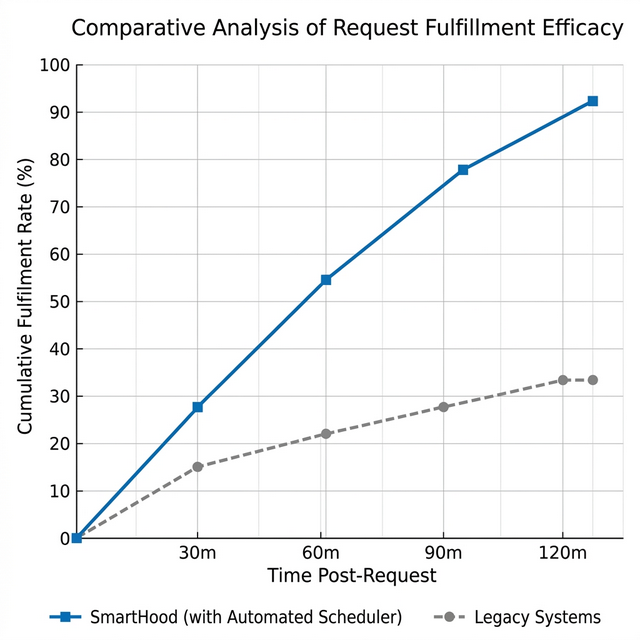 Comparative Analysis of Request Fulfillment Efficacy
100
90
80
70
60
50
40
30
20
10
0
Cumulative Fulfilment Rate (%)
30m 60m 90m 120m
Time Post-Request
SmartHood (with Automated Scheduler) Legacy Systems